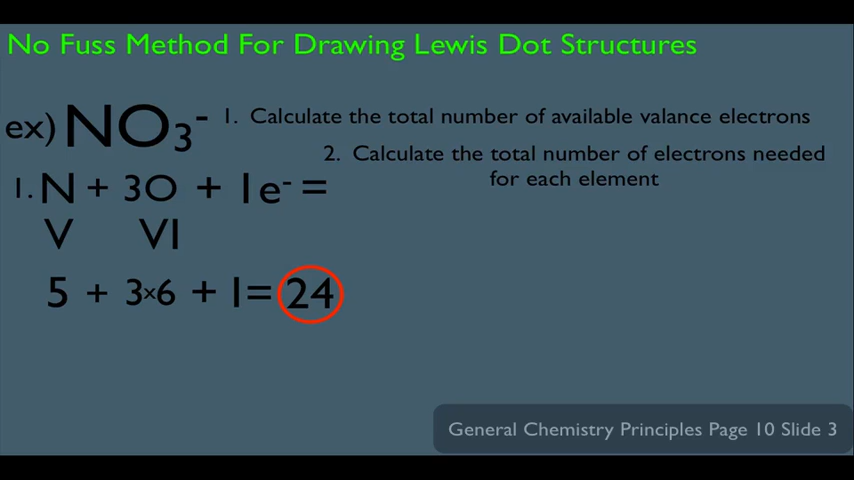 No Fuss Method For Drawing Lewis Dot Structures
ex) NO3-
1. Calculate the total number of available valance electrons
2. Calculate the total number of electrons needed
for each element
1. N + 3O + 1e- =
V VI
5 + 3×6 + 1= 24
General Chemistry Principles Page 10 Slide 3